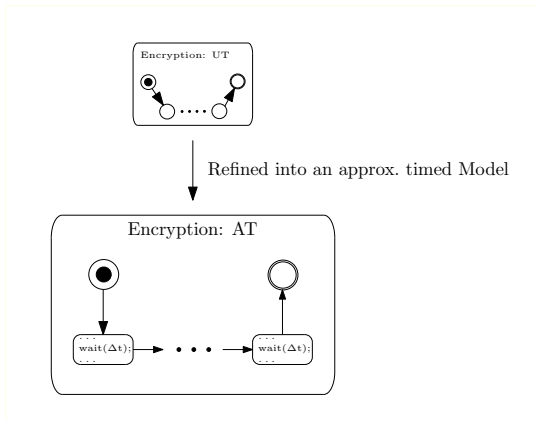 Encryption: UT
Refined into an approx. timed Model
Encryption: AT
. . .
wait(Δt);
. . .
. . .
wait(Δt);
. . .